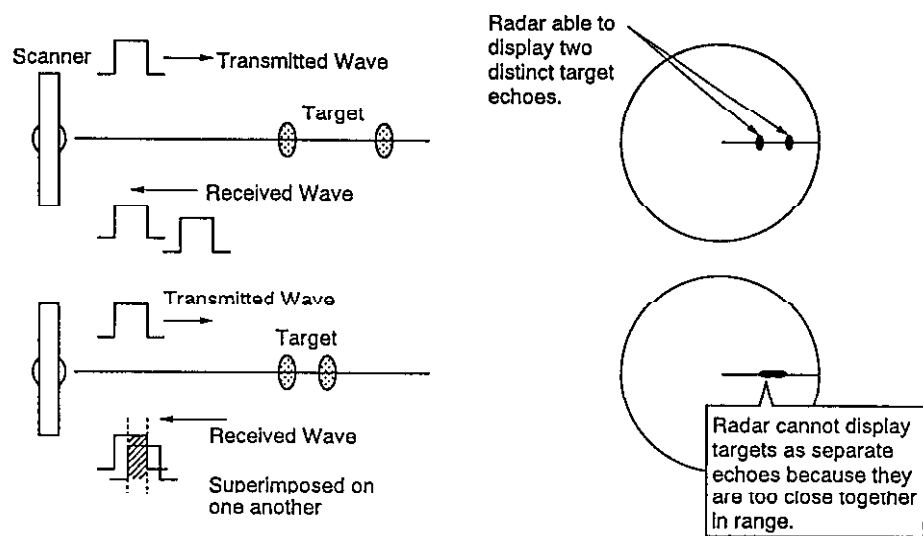 Scanner
Transmitted Wave
Target
Received Wave
Radar able to
display two
distinct target
echoes.
Transmitted Wave
Target
Received Wave
Superimposed on
one another
Radar cannot display
targets as separate
echoes because they
are too close together
in range.